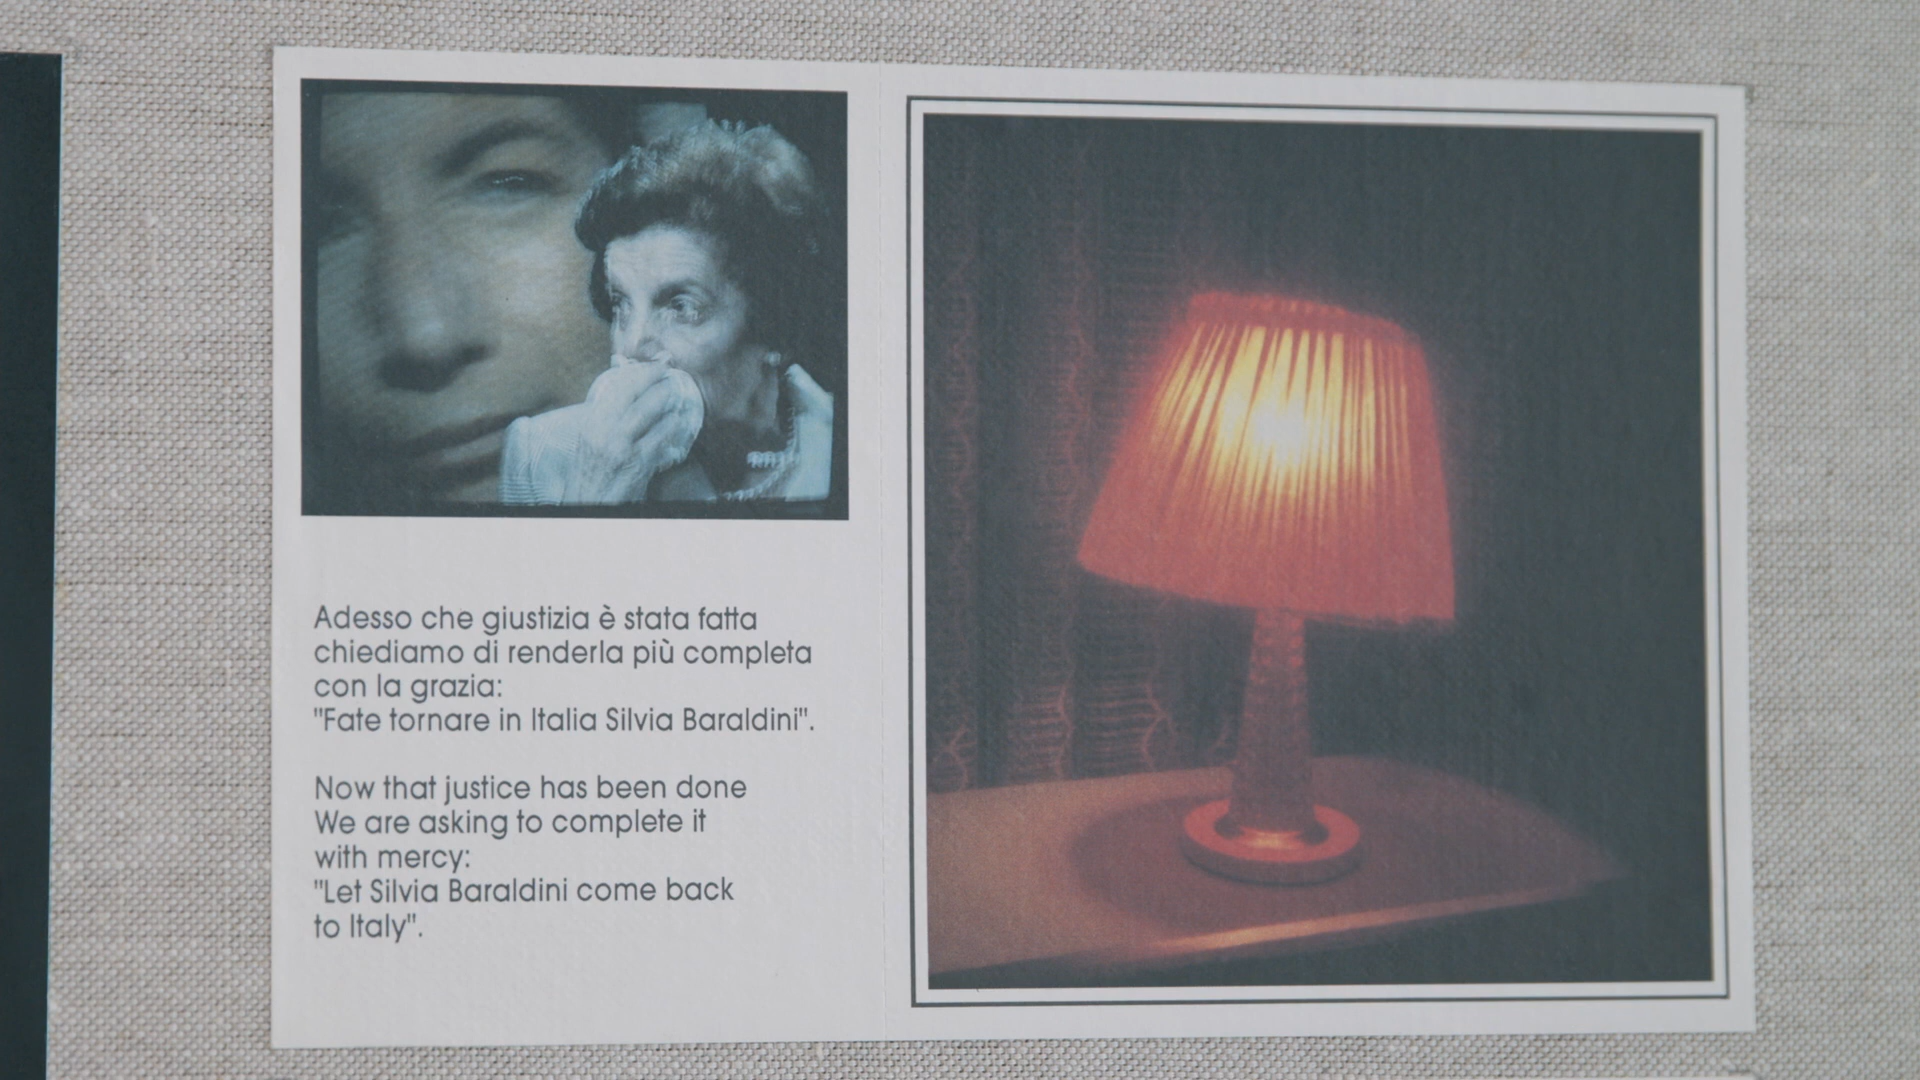 Adesso che giustizia è stata fatta
chiediamo di renderla più completa
con la grazia:
"Fate tornare in Italia Silvia Baraldini".
Now that justice has been done
We are asking to complete it
with mercy:
"Let Silvia Baraldini come back
to Italy".